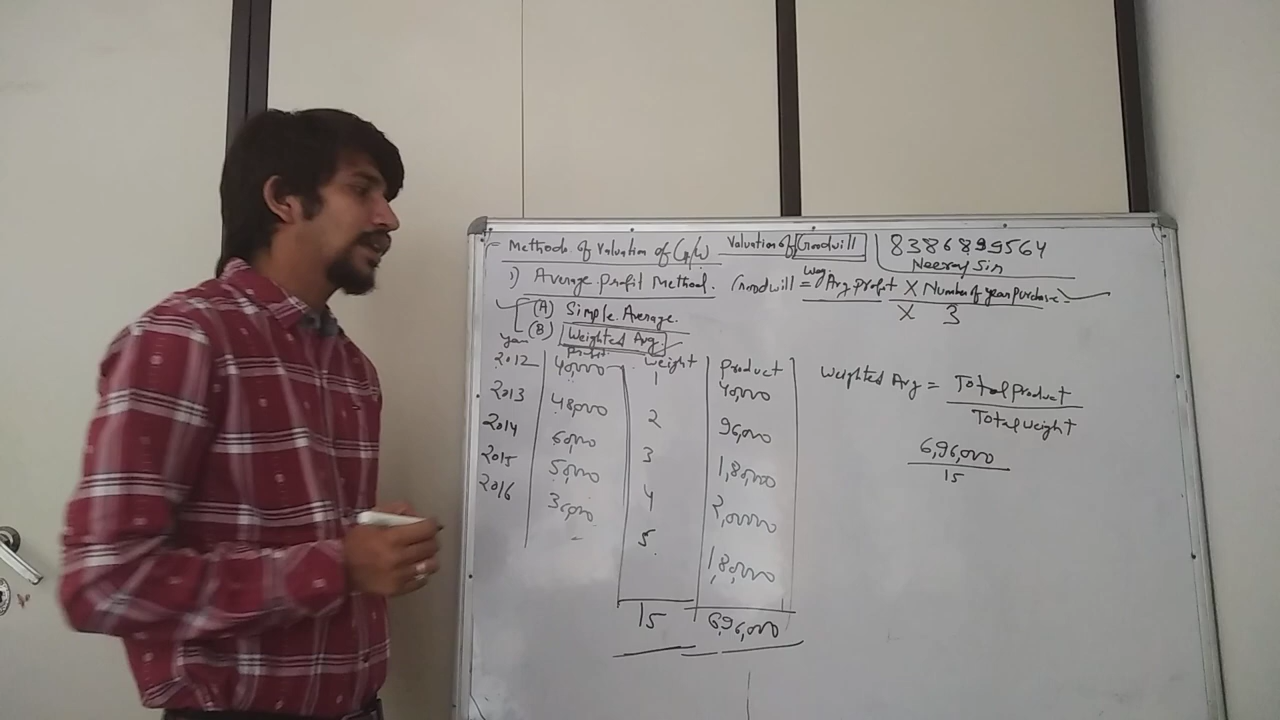 Methods of Valuation of G/W Valuation of Goodwill
8386899564
Neeraj Sir
1) Average profit Method. Goodwill = Weig. Avg Profit X Number of year Purchase.
X 3
(A) Simple Average.
(B) Weighted Avg.
year Profit weight product
2012 40,000 1 40,000
2013 48,000 2 96,000
2014 60,000 3 1,80,000
2015 50,000 4 2,00,000
2016 36,000 5 1,80,000
15 6,96,000
Weighted Avg = Total product
Total weight
6,96,000
15